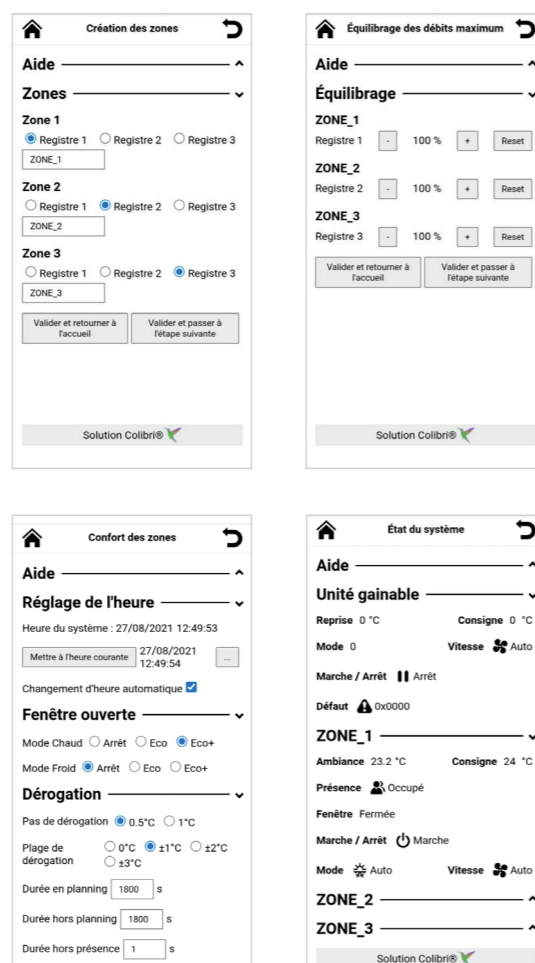 Création des zones
Aide
Zones
Zone 1
Registre 1 Registre 2 Registre 3
ZONE_1
Zone 2
Registre 1 Registre 2 Registre 3
ZONE_2
Zone 3
Registre 1 Registre 2 Registre 3
ZONE_3
Valider et retourner à l'accueil
Valider et passer à l'étape suivante
Solution Colibri®
Équilibrage des débits maximum
Aide
Équilibrage
ZONE_1
Registre 1 - 100 % + Reset
ZONE_2
Registre 2 - 100 % + Reset
ZONE_3
Registre 3 - 100 % + Reset
Valider et retourner à l'accueil
Valider et passer à l'étape suivante
Solution Colibri®
Confort des zones
Aide
Réglage de l'heure
Heure du système : 27/08/2021 12:49:53
Mettre à l'heure courante 27/08/2021 12:49:54 ...
Changement d'heure automatique
Fenêtre ouverte
Mode Chaud Arrêt Eco Eco+
Mode Froid Arrêt Eco Eco+
Dérogation
Pas de dérogation 0.5°C 1°C
Plage de dérogation 0°C ±1°C ±2°C ±3°C
Durée en planning 1800 s
Durée hors planning 1800 s
Durée hors présence 1 s
État du système
Aide
Unité gainable
Reprise 0 °C Consigne 0 °C
Mode 0 Vitesse Auto
Marche / Arrêt Arrêt
Défaut 0x0000
ZONE_1
Ambiance 23.2 °C Consigne 24 °C
Présence Occupé
Fenêtre Fermée
Marche / Arrêt Marche
Mode Auto Vitesse Auto
ZONE_2
ZONE_3
Solution Colibri®